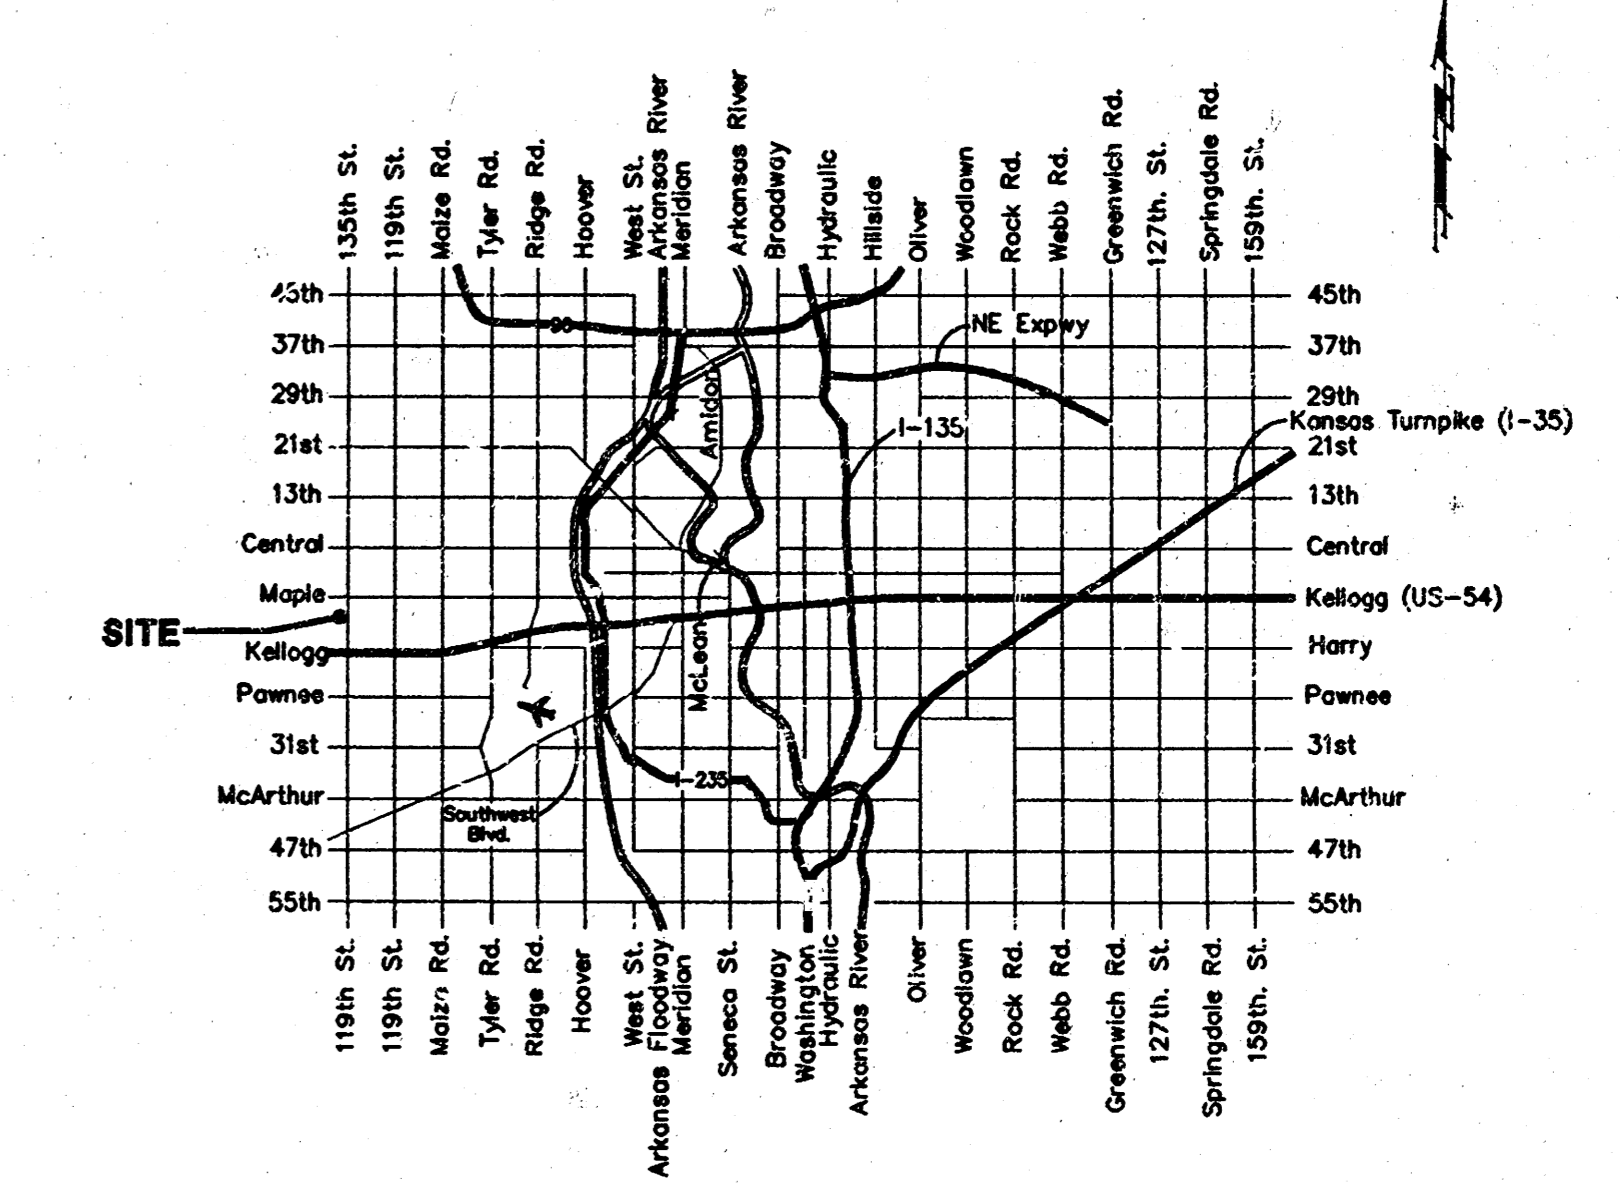 135th St.
119th St.
Maize Rd.
Tyler Rd.
Ridge Rd.
Hoover
West St.
Arkansas River
Meridian
Arkansas River
Broadway
Hydraulic
Hillside
Oliver
Woodlawn
Rock Rd.
Webb Rd.
Greenwich Rd.
127th. St.
Springdale Rd.
159th. St.
45th
45th
96
NE Expwy
37th
37th
29th
29th
Kansas Turnpike (I-35)
I-135
Amidon
21st
21st
13th
13th
Central
Central
Maple
Kellogg (US-54)
SITE
Kellogg
Harry
McLean
Pawnee
Pawnee
31st
31st
I-235
McArthur
McArthur
Southwest
Blvd.
47th
47th
55th
55th
119th St.
119th St.
Maize Rd.
Tyler Rd.
Ridge Rd.
Hoover
West St.
Arkansas Floodway
Meridian
Seneca St.
Broadway
Washington
Hydraulic
Arkansas River
Oliver
Woodlawn
Rock Rd.
Webb Rd.
Greenwich Rd.
127th. St.
Springdale Rd.
159th. St.